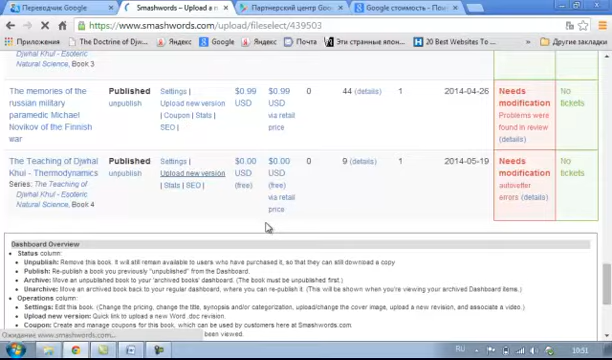 Переводчик Google
Smashwords – Upload a n
Партнерский центр Goo
Google стоимость - Пои
https://www.smashwords.com/upload/fileselect/439503
Приложения
The Doctrine of Djwl
Яндекс
Google
Почта
Эти странные японс
20 Best Websites To
Другие закладки
Djwhal Khul - Esoteric
Natural Science, Book 3
The memories of the
russian military
paramedic Michael
Novikov of the Finnish
war
Published
unpublish
Settings |
Upload new version
| Coupon | Stats |
SEO |
$0.99
USD
$0.99
USD
via retail
price
0
44 (details)
1
2014-04-26
Needs
modification
Problems were
found in review
(details)
No
tickets
The Teaching of Djwhal
Khul - Thermodynamics
Series: The Teaching of
Djwhal Khul - Esoteric
Natural Science, Book 4
Published
unpublish
Settings |
Upload new version
| Stats | SEO |
$0.00
USD
(free)
$0.00
USD
(free)
via retail
price
0
9 (details)
1
2014-05-19
Needs
modification
autovetter
errors (details)
No
tickets
Dashboard Overview
Status column:
Unpublish: Remove this book. It will still remain available to users who have purchased it, so that they can still download a copy
Publish: Re-publish a book you previously "unpublished" from the Dashboard.
Archive: Move an unpublished book to your 'archived books' dashboard. (The book must be unpublished first.)
Unarchive: Move an archived book back to your regular dashboard, where you can re-publish it. (This will be shown when you're viewing your Archived Dashboard items.)
Operations column:
Settings: Edit this book. (Change the pricing, change the title, synopsis and/or categorization, upload/change the cover image, upload a new revision, and associate a video.)
Upload new version: Quick link to upload a new Word .doc revision.
Coupon: Create and manage coupons for this book, which can be used by customers here at Smashwords.com.
been viewed.
Ожидание www.smashwords.com...
RU
10:31